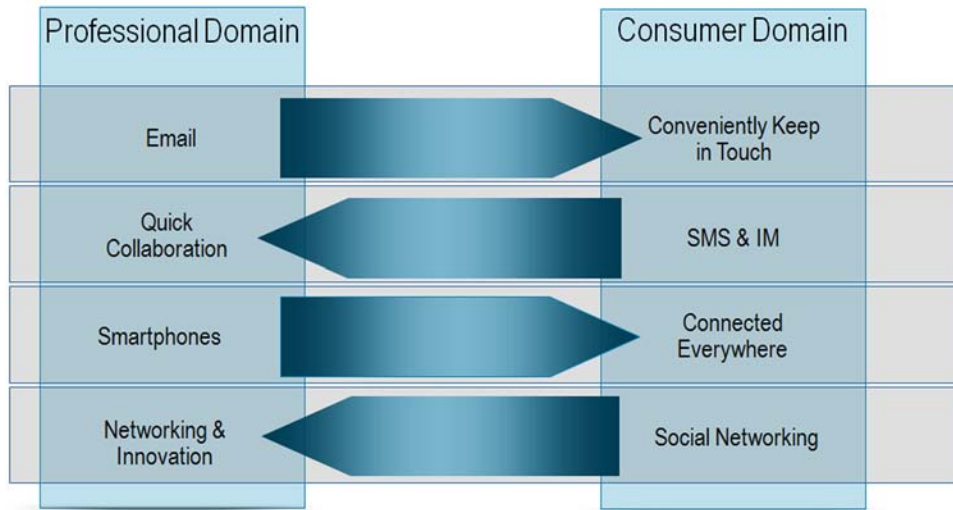 Professional Domain
Consumer Domain
Email
Conveniently Keep
in Touch
Quick
Collaboration
SMS & IM
Smartphones
Connected
Everywhere
Networking &
Innovation
Social Networking